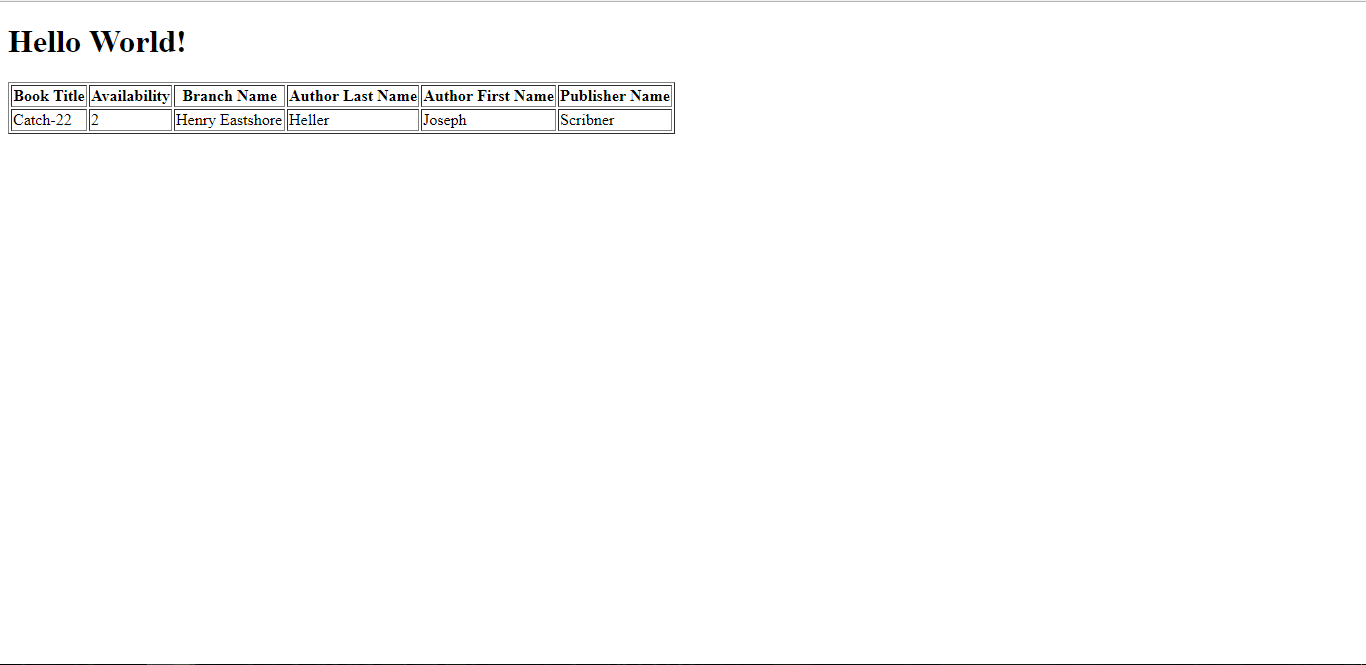 Hello World!
Book Title Availability Branch Name Author Last Name Author First Name Publisher Name
Catch-22 2 Henry Eastshore Heller Joseph Scribner